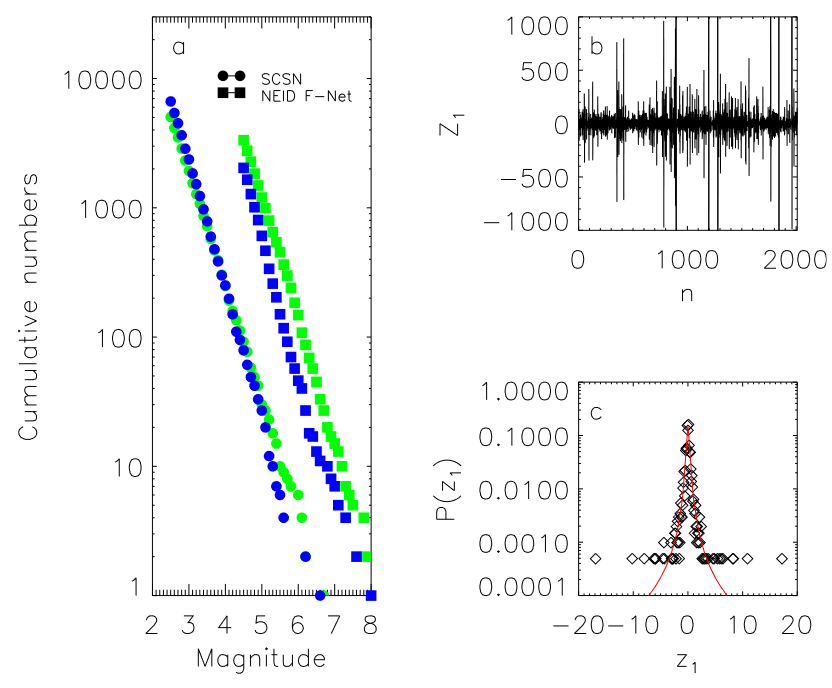 a
SCSN
NEID F-Net
10000
1000
100
10
1
2 3 4 5 6 7 8
Magnitude
Cumulative numbers
b
1000
500
0
-500
-1000
0 1000 2000
n
Z1
c
1.0000
0.1000
0.0100
0.0010
0.0001
-20 -10 0 10 20
z1
P(z1)